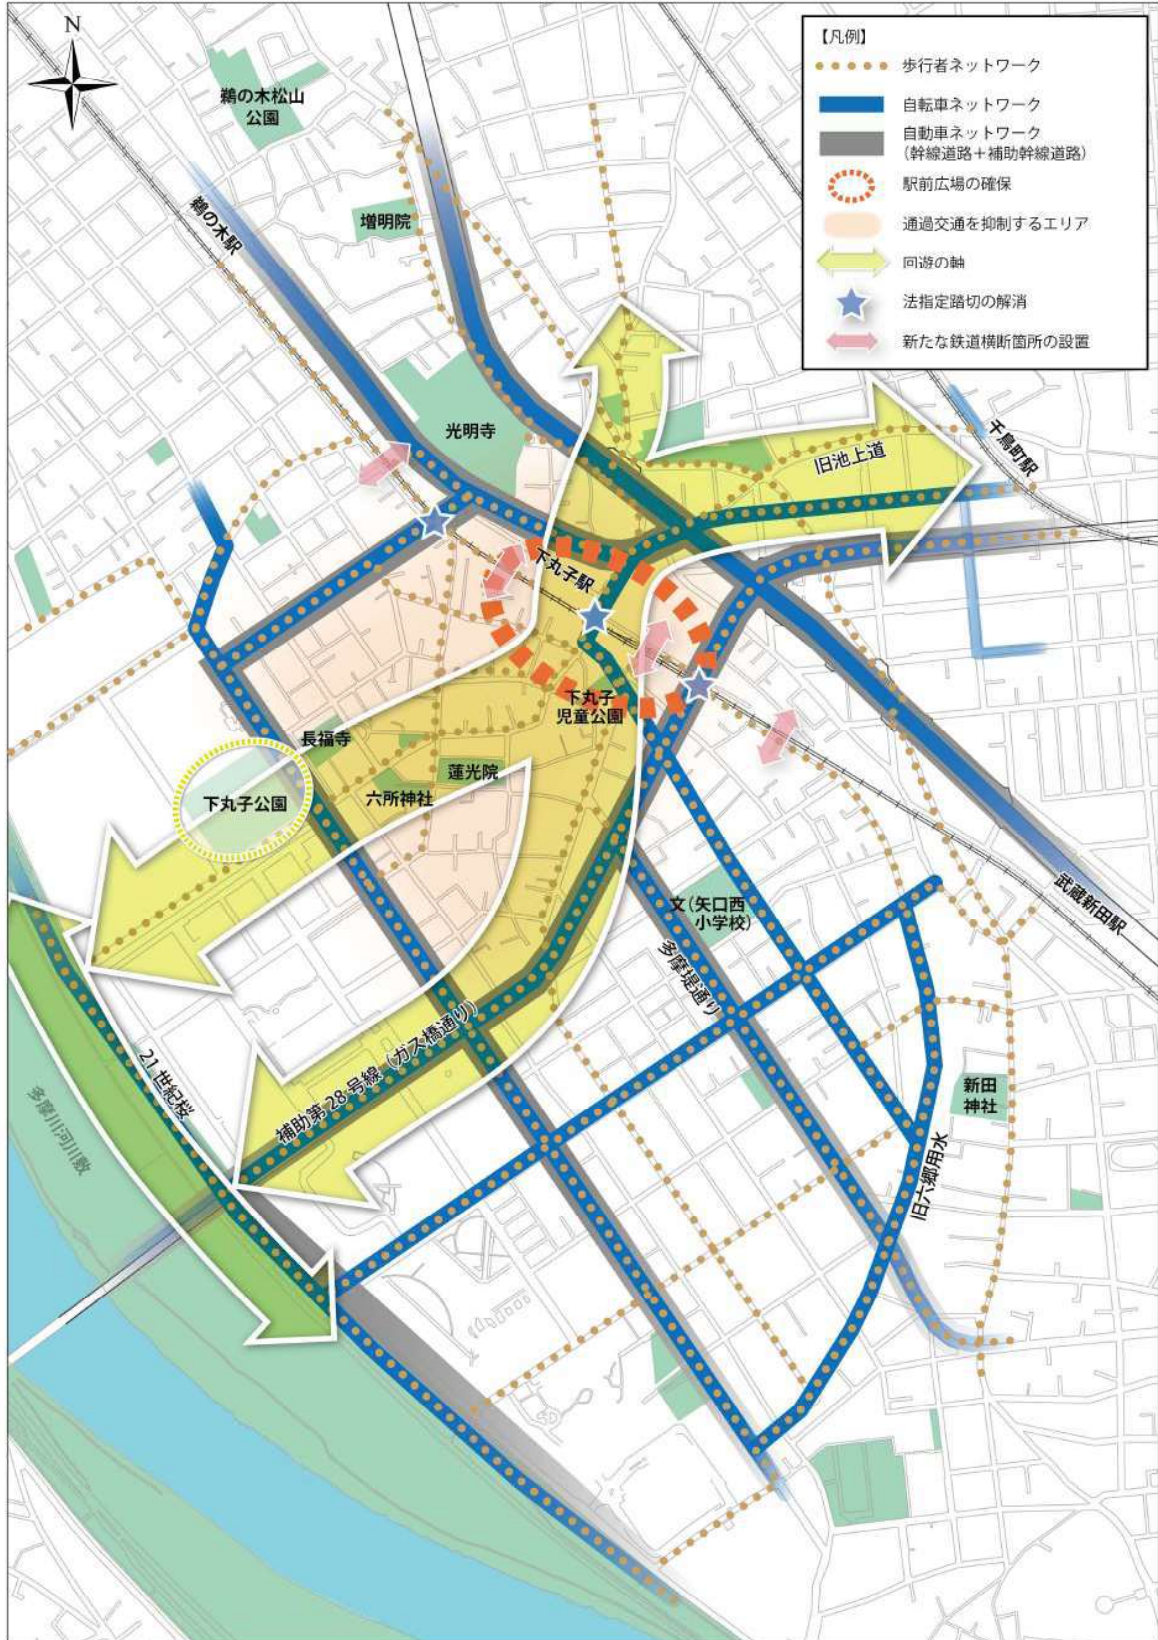 N
【凡例】
歩行者ネットワーク
自転車ネットワーク
自動車ネットワーク
(幹線道路+補助幹線道路)
駅前広場の確保
通過交通を抑制するエリア
回遊の軸
法指定踏切の解消
新たな鉄道横断箇所の設置
鵜の木松山
公園
増明院
鵜の木駅
光明寺
旧池上道
千鳥町駅
下丸子駅
下丸子
児童公園
長福寺
蓮光院
六所神社
下丸子公園
武蔵新田駅
文(矢口西
小学校)
多摩堤通り
補助第28号線(ガス橋通り)
21世紀桜
多摩川河川敷
新田
神社
旧六郷用水